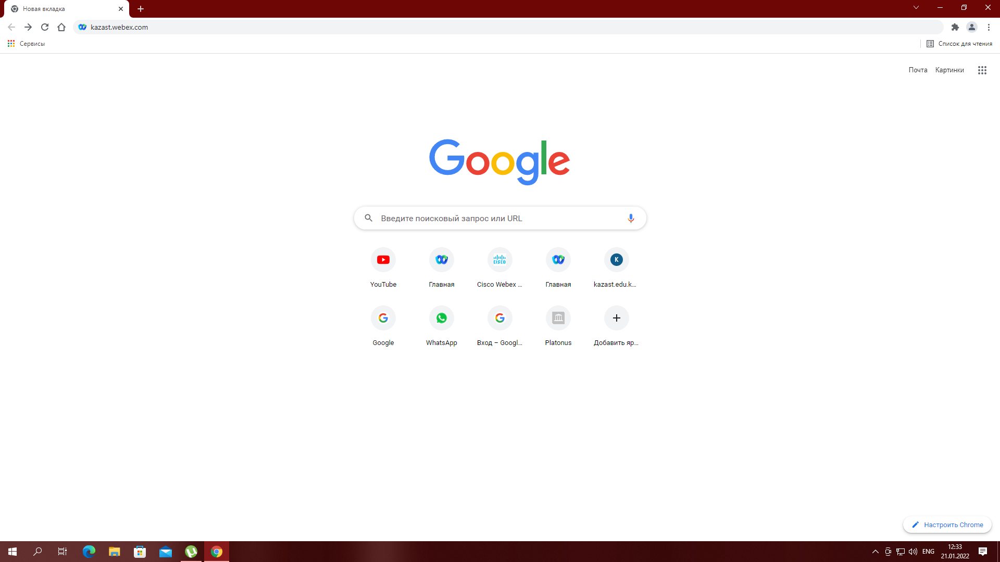 Новая вкладка
kazast.webex.com
Сервисы
Список для чтения
Почта Картинки
Google
Введите поисковый запрос или URL
YouTube Главная Cisco Webex ... Главная kazast.edu.k...
Google WhatsApp Вход – Googl... Platonus Добавить яр...
Настроить Chrome
ENG
12:33
21.01.2022